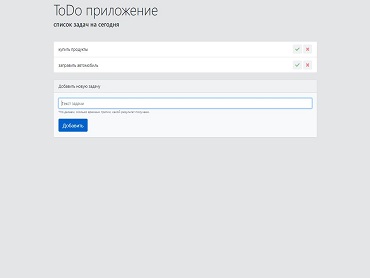 ToDo приложение
список задач на сегодня
купить продукты
заправить автомобиль
Добавить новую задачу
Текст задачи
Добавить